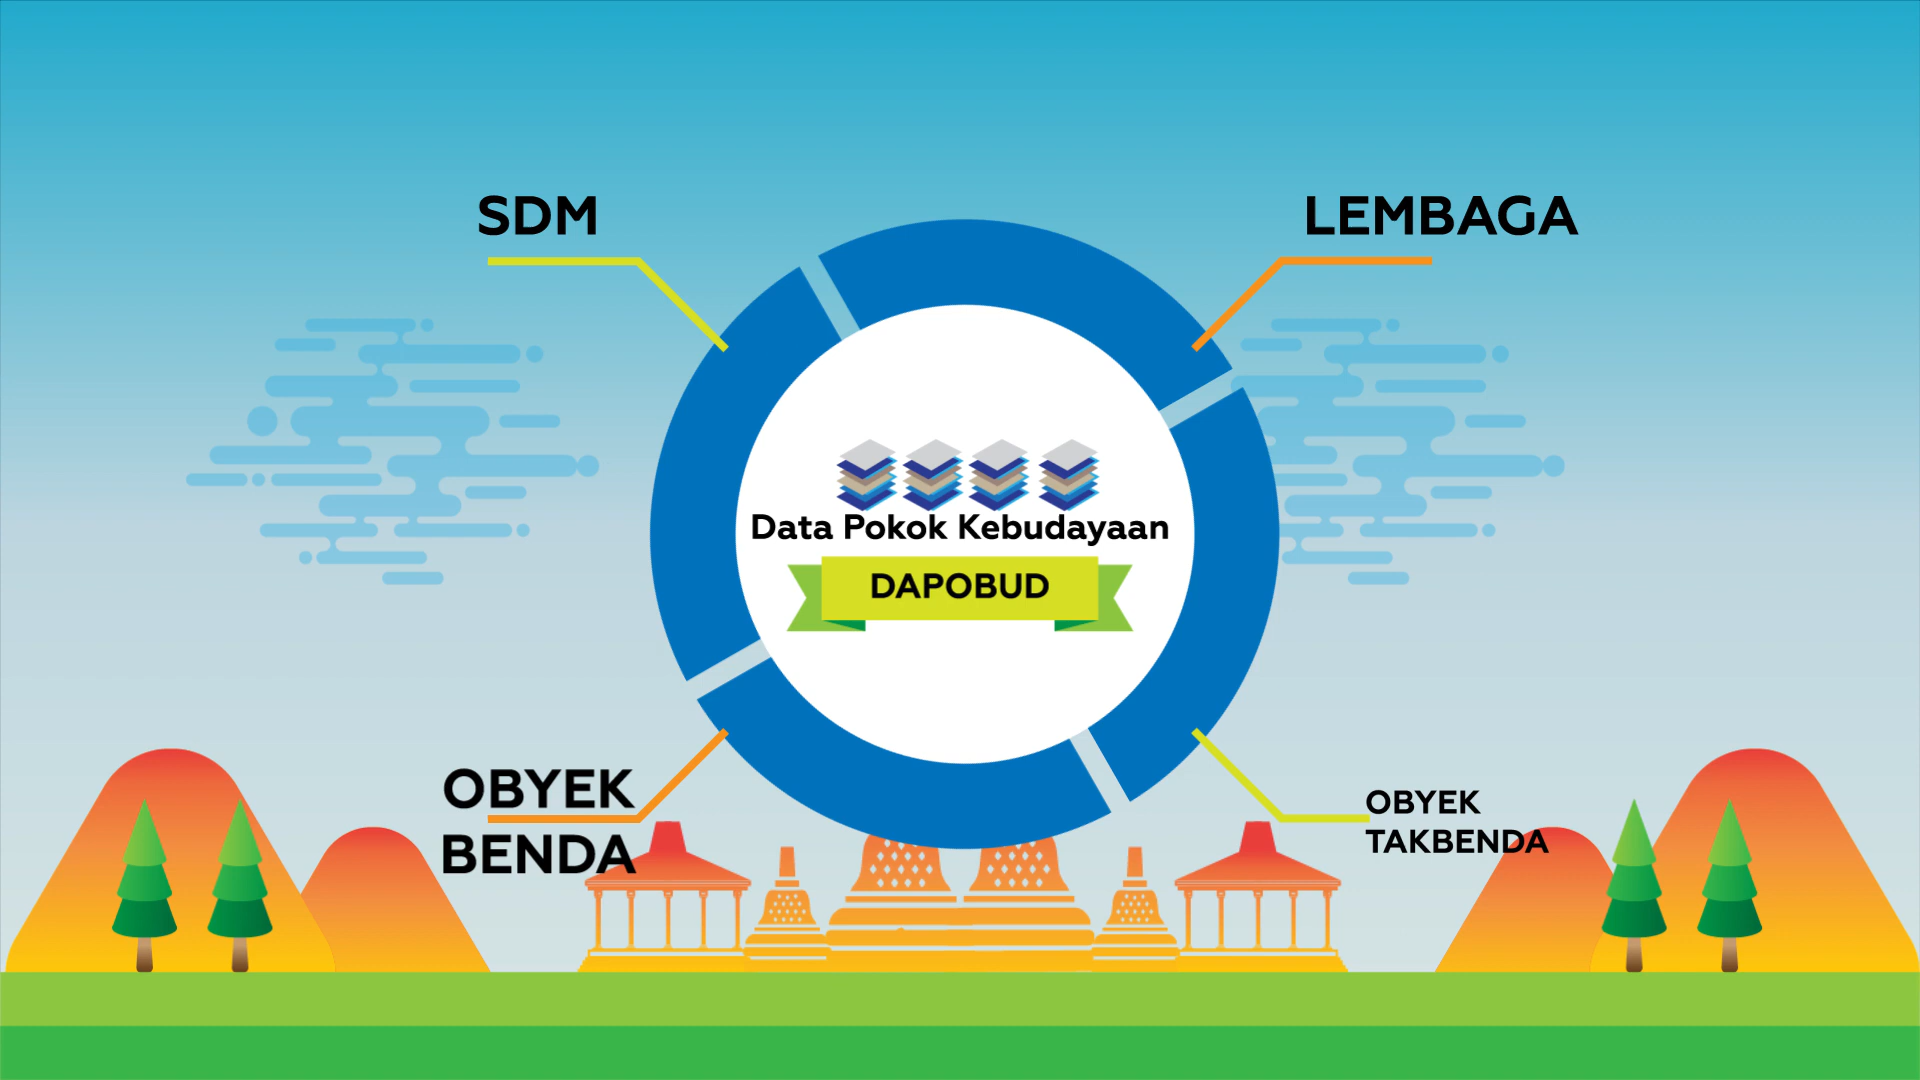 SDM
LEMBAGA
Data Pokok Kebudayaan
DAPOBUD
OBYEK
BENDA
OBYEK
TAKBENDA